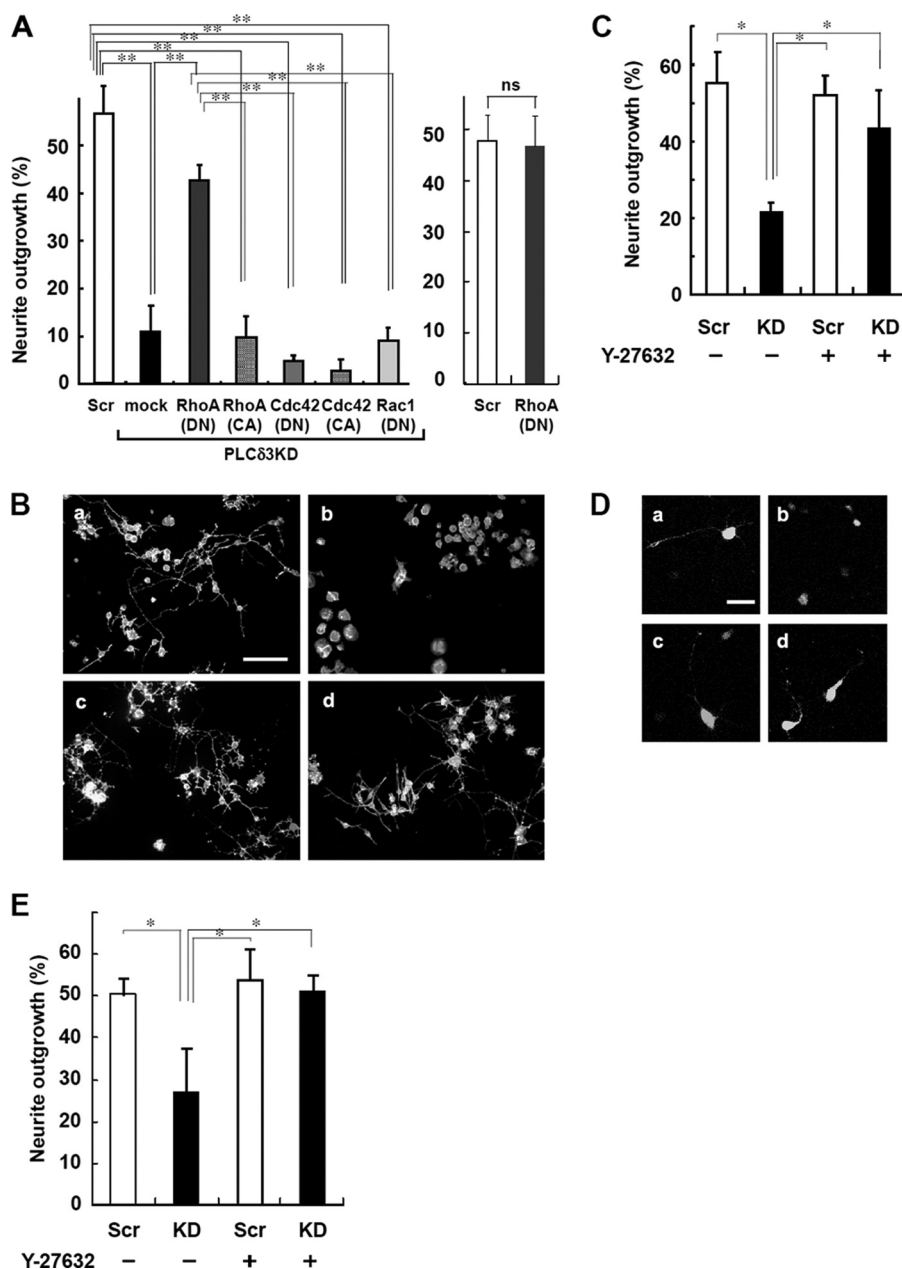 A
**
**
**
**
**
**
**
**
**
Neurite outgrowth (%)
50
40
30
20
10
0
Scr
mock
RhoA (DN)
RhoA (CA)
Cdc42 (DN)
Cdc42 (CA)
Rac1 (DN)
PLCδ3KD
ns
50
40
30
20
10
0
Scr
RhoA (DN)
C
*
*
*
Neurite outgrowth (%)
60
40
20
0
Scr KD Scr KD
Y-27632 – – + +
B
a
b
c
d
D
a
b
c
d
E
*
*
*
Neurite outgrowth (%)
60
50
40
30
20
10
0
Scr KD Scr KD
Y-27632 – – + +